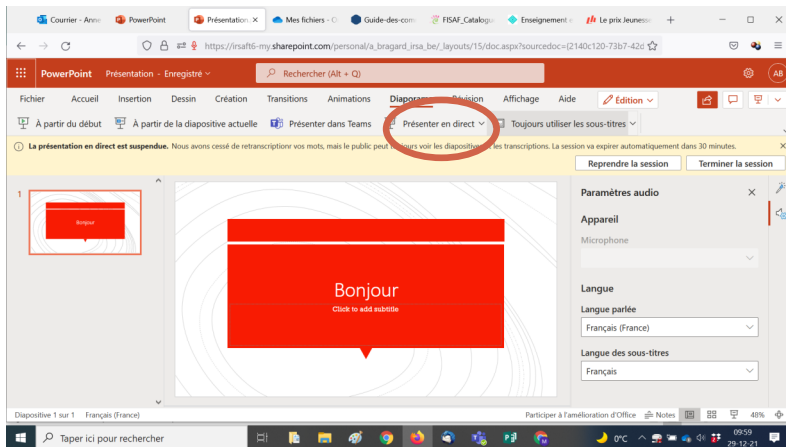 Courrier - Anne
PowerPoint
Présentation
Mes fichiers - O
Guide-des-com
FISAF_Catalogu
Enseignement e
Le prix Jeuness
https://irsaft6-my.sharepoint.com/personal/a_bragard_irsa_be/_layouts/15/doc.aspx?sourcedoc={2140c120-73b7-42d
PowerPoint Présentation - Enregistré
Rechercher (Alt + Q)
AB
Fichier Accueil Insertion Dessin Création Transitions Animations Diaporama Révision Affichage Aide Édition
À partir du début À partir de la diapositive actuelle Présenter dans Teams Présenter en direct Toujours utiliser les sous-titres
La présentation en direct est suspendue. Nous avons cessé de retranscriptionr vos mots, mais le public peut toujours voir les diapositives les transcriptions. La session va expirer automatiquement dans 30 minutes.
Reprendre la session Terminer la session
1
Bonjour
Bonjour
Click to add subtitle
Paramètres audio
Appareil
Microphone
Langue
Langue parlée
Français (France)
Langue des sous-titres
Français
Diapositive 1 sur 1 Français (France) Participer à l'amélioration d'Office Notes 48%
Taper ici pour rechercher
0°C
09:59
29-12-21